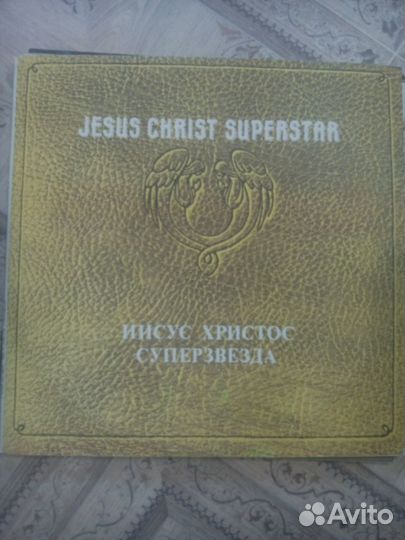 JESUS CHRIST SUPERSTAR
ИИСУС ХРИСТОС
СУПЕРЗВЕЗДА
Avito